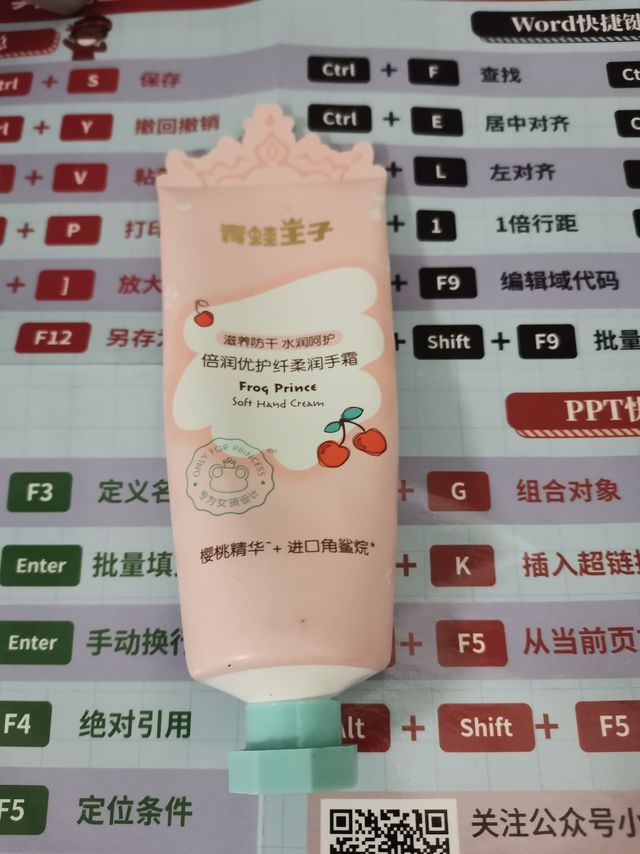 Word快捷键
Ctrl + F 查找
Ctrl + E 居中对齐
+ L 左对齐
+ 1 1倍行距
+ F9 编辑域代码
+ Shift + F9 批量
+ S 保存
+ Y 撤回撤销
+ V 粘
+ P 打印
+ ] 放大
F12 另存为
青蛙王子
滋养防干 水润呵护
倍润优护纤柔润手霜
Frog Prince
Soft Hand Cream
ONLY FOR PRINCESS
专为女孩设计
樱桃精华^+进口角鲨烷*
PPT快
F3 定义名
Enter 批量填
Enter 手动换行
F4 绝对引用
F5 定位条件
+ G 组合对象
+ K 插入超链
+ F5 从当前页
Alt + Shift + F5
关注公众号小